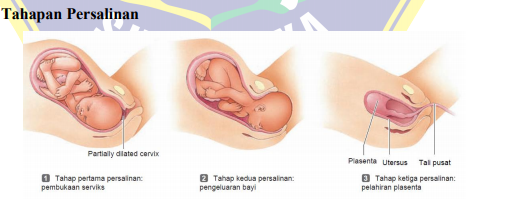 Tahapan Persalinan
Partially dilated cervix
Plasenta Utersus Tali pusat
1 Tahap pertama persalinan:
pembukaan serviks
2 Tahap kedua persalinan:
pengeluaran bayi
3 Tahap ketiga persalinan:
pelahiran plasenta